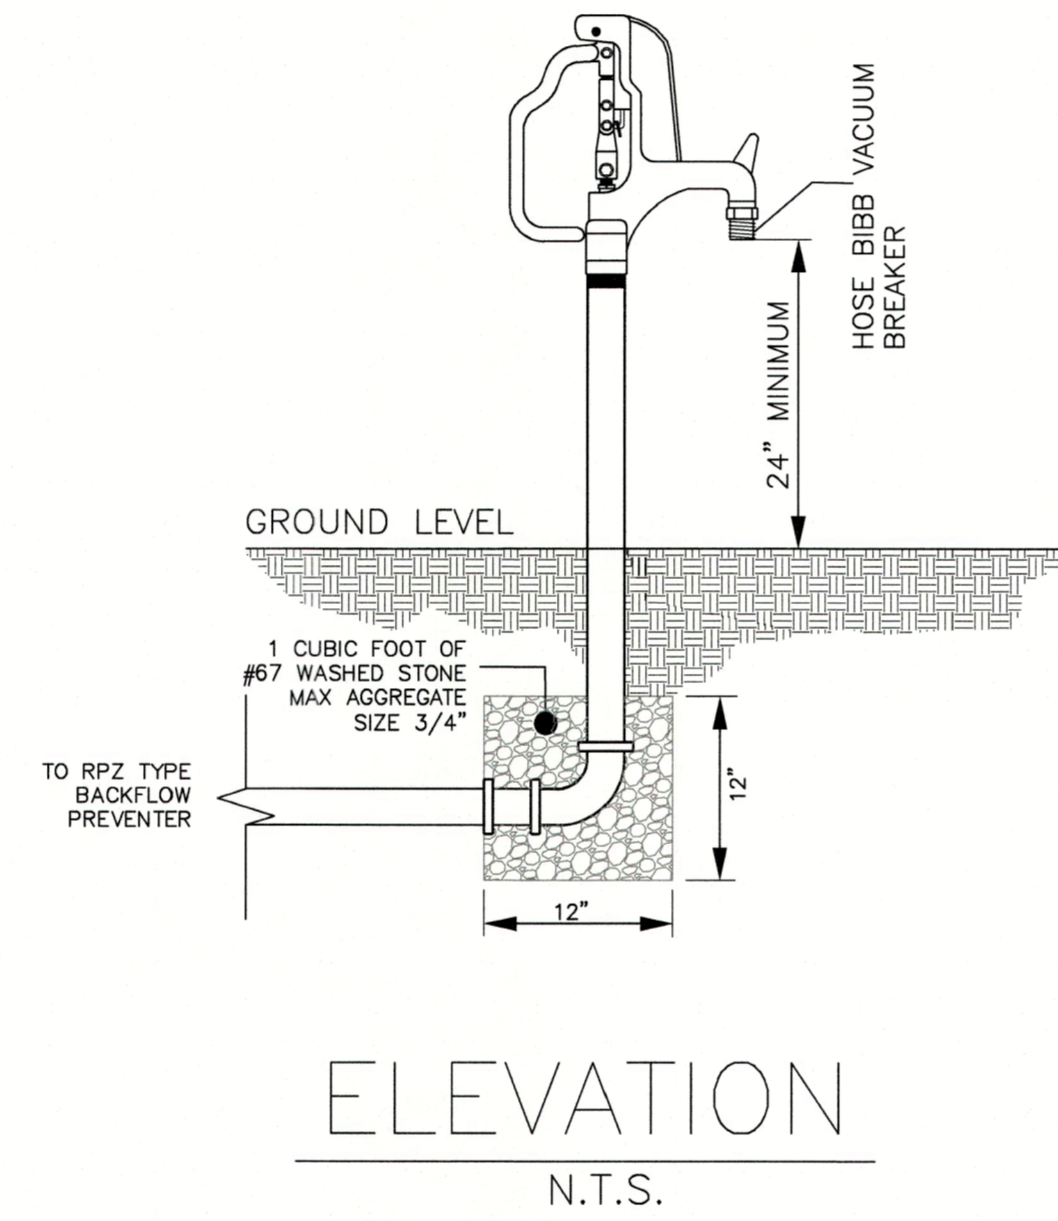 HOSE BIBB VACUUM
BREAKER
24" MINIMUM
GROUND LEVEL
1 CUBIC FOOT OF
#67 WASHED STONE
MAX AGGREGATE
SIZE 3/4"
TO RPZ TYPE
BACKFLOW
PREVENTER
12"
12"
ELEVATION
N.T.S.